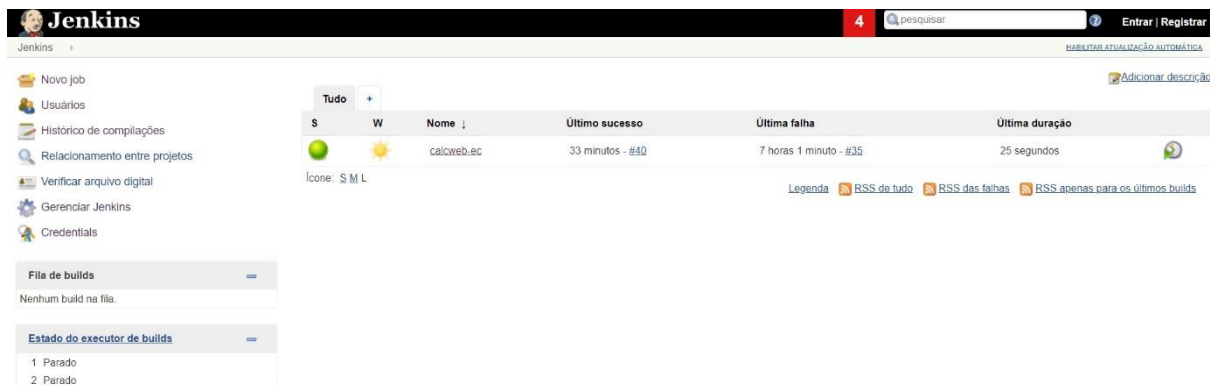 Jenkins
4 pesquisar Entrar | Registrar
Jenkins
HABILITAR ATUALIZAÇÃO AUTOMÁTICA
Novo job
Usuários
Histórico de compilações
Relacionamento entre projetos
Verificar arquivo digital
Gerenciar Jenkins
Credentials
Adicionar descrição
Tudo +
S W Nome ↓ Último sucesso Última falha Última duração
calcweb-ec 33 minutos - #40 7 horas 1 minuto - #35 25 segundos
Ícone: S M L
Legenda RSS de tudo RSS das falhas RSS apenas para os últimos builds
Fila de builds
Nenhum build na fila.
Estado do executor de builds
1 Parado
2 Parado